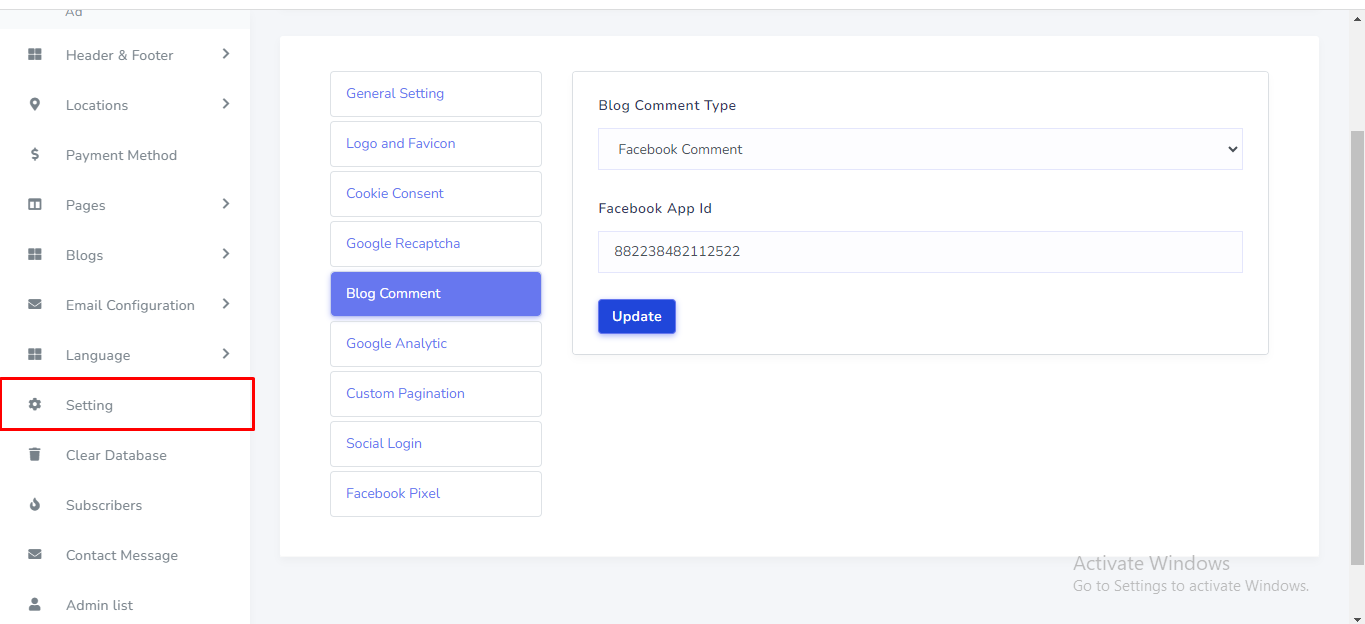 Ad
Header & Footer
Locations
Payment Method
Pages
Blogs
Email Configuration
Language
Setting
Clear Database
Subscribers
Contact Message
Admin list
General Setting
Logo and Favicon
Cookie Consent
Google Recaptcha
Blog Comment
Google Analytic
Custom Pagination
Social Login
Facebook Pixel
Blog Comment Type
Facebook Comment
Facebook App Id
882238482112522
Update
Activate Windows
Go to Settings to activate Windows.